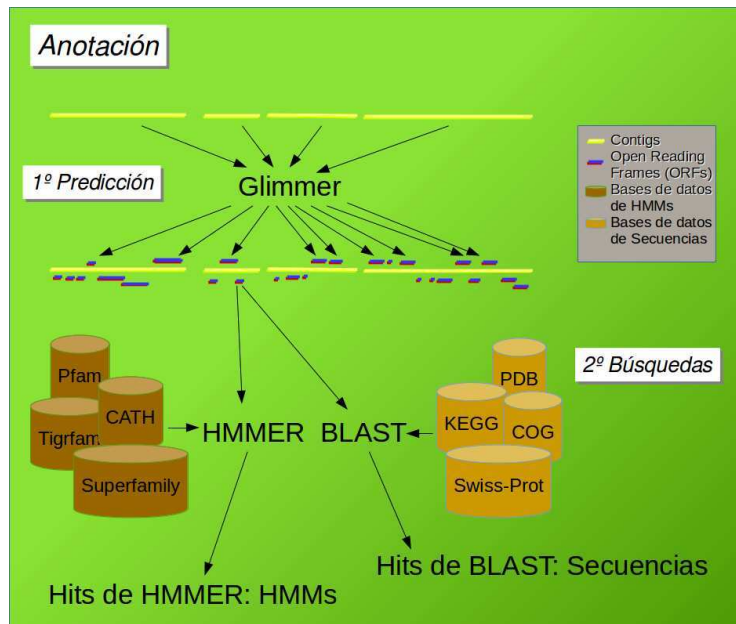 Anotación
Contigs
Open Reading
Frames (ORFs)
Bases de datos
de HMMs
Bases de datos
de Secuencias
1º Predicción
Glimmer
2º Búsquedas
Pfam
CATH
Tigrfam
Superfamily
HMMER
BLAST
PDB
KEGG
COG
Swiss-Prot
Hits de BLAST: Secuencias
Hits de HMMER: HMMs